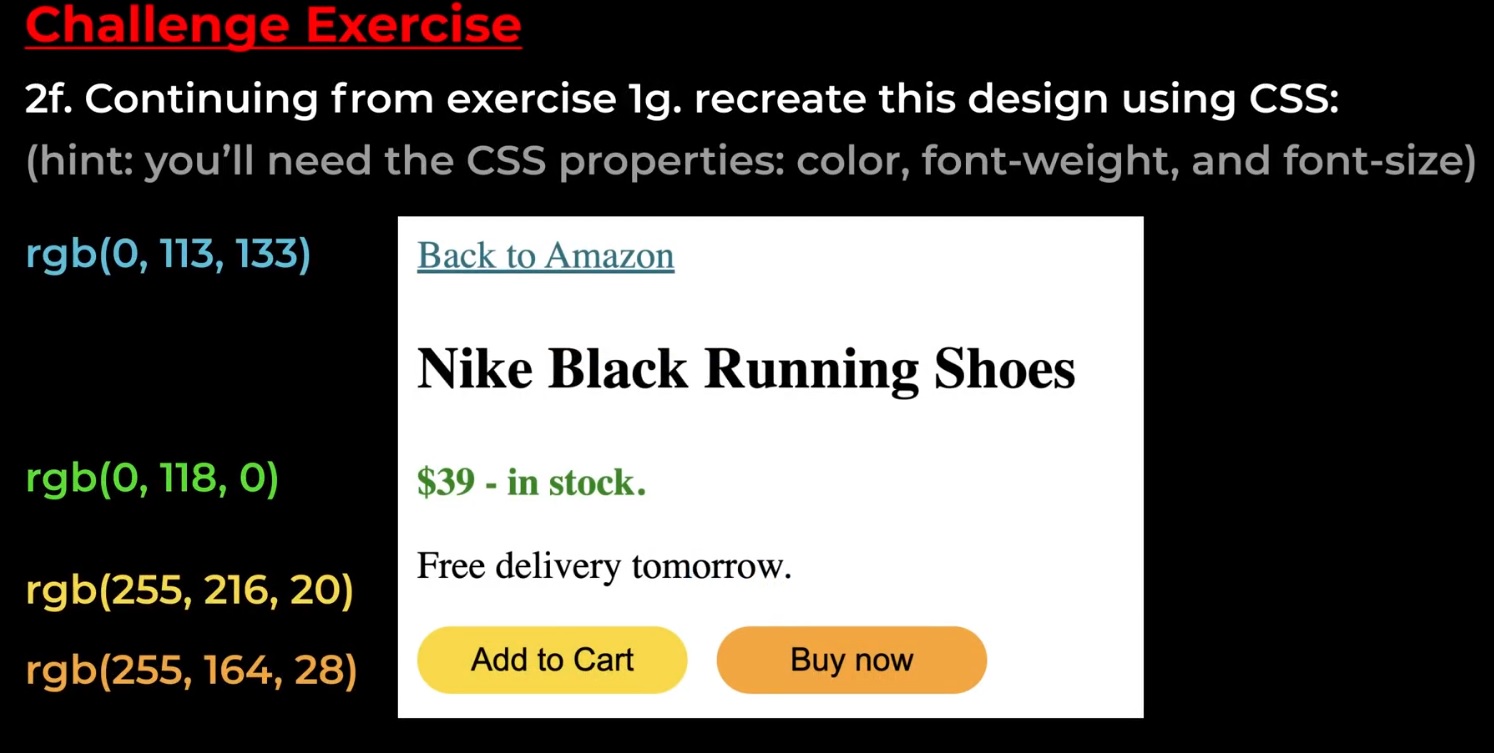 Challenge Exercise
2f. Continuing from exercise 1g. recreate this design using CSS:
(hint: you’ll need the CSS properties: color, font-weight, and font-size)
rgb(0, 113, 133)
Back to Amazon
Nike Black Running Shoes
rgb(0, 118, 0)
$39 - in stock.
Free delivery tomorrow.
rgb(255, 216, 20)
Add to Cart
Buy now
rgb(255, 164, 28)